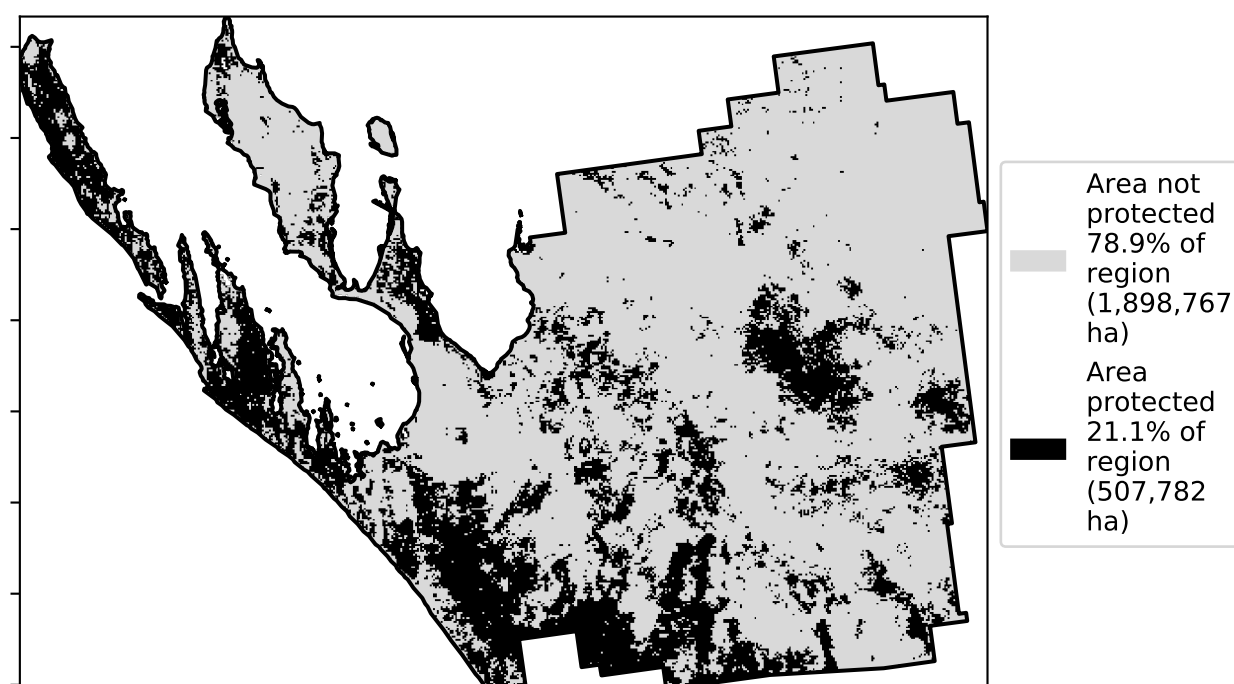 Area not
protected
78.9% of
region
(1,898,767
ha)
Area
protected
21.1% of
region
(507,782
ha)